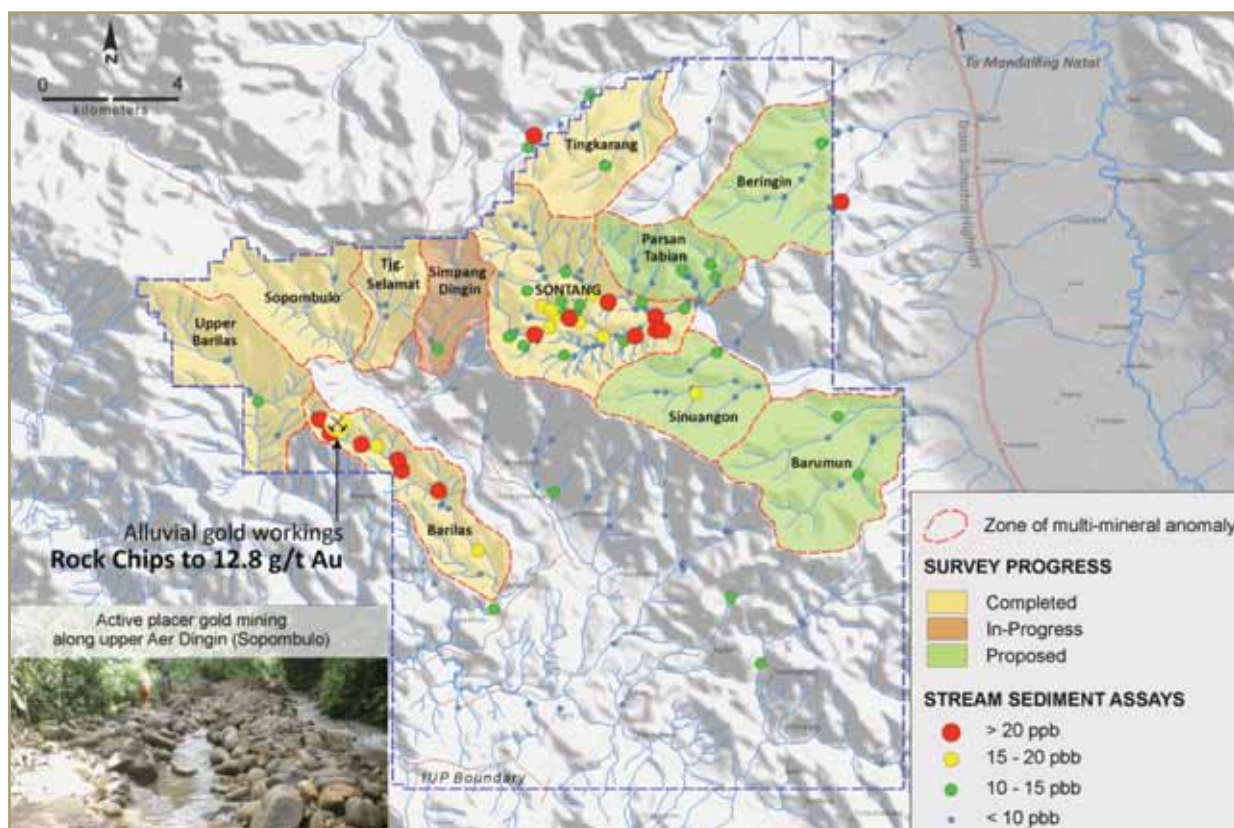 N
0 4
kilometers
To Mandailing Natal
Trans Sumatra Highway
Tingkarang
Beringin
Parsan
Tabian
Tjg.
Selamat
Simpang
Dingin
Sopombulo
SONTANG
Upper
Barilas
Sinuangon
Barumun
Barilas
Alluvial gold workings
Rock Chips to 12.8 g/t Au
Active placer gold mining
along upper Aer Dingin (Sopombulo)
IUP Boundary
Zone of multi-mineral anomaly
SURVEY PROGRESS
Completed
In-Progress
Proposed
STREAM SEDIMENT ASSAYS
> 20 ppb
15 - 20 pbb
10 - 15 pbb
< 10 pbb